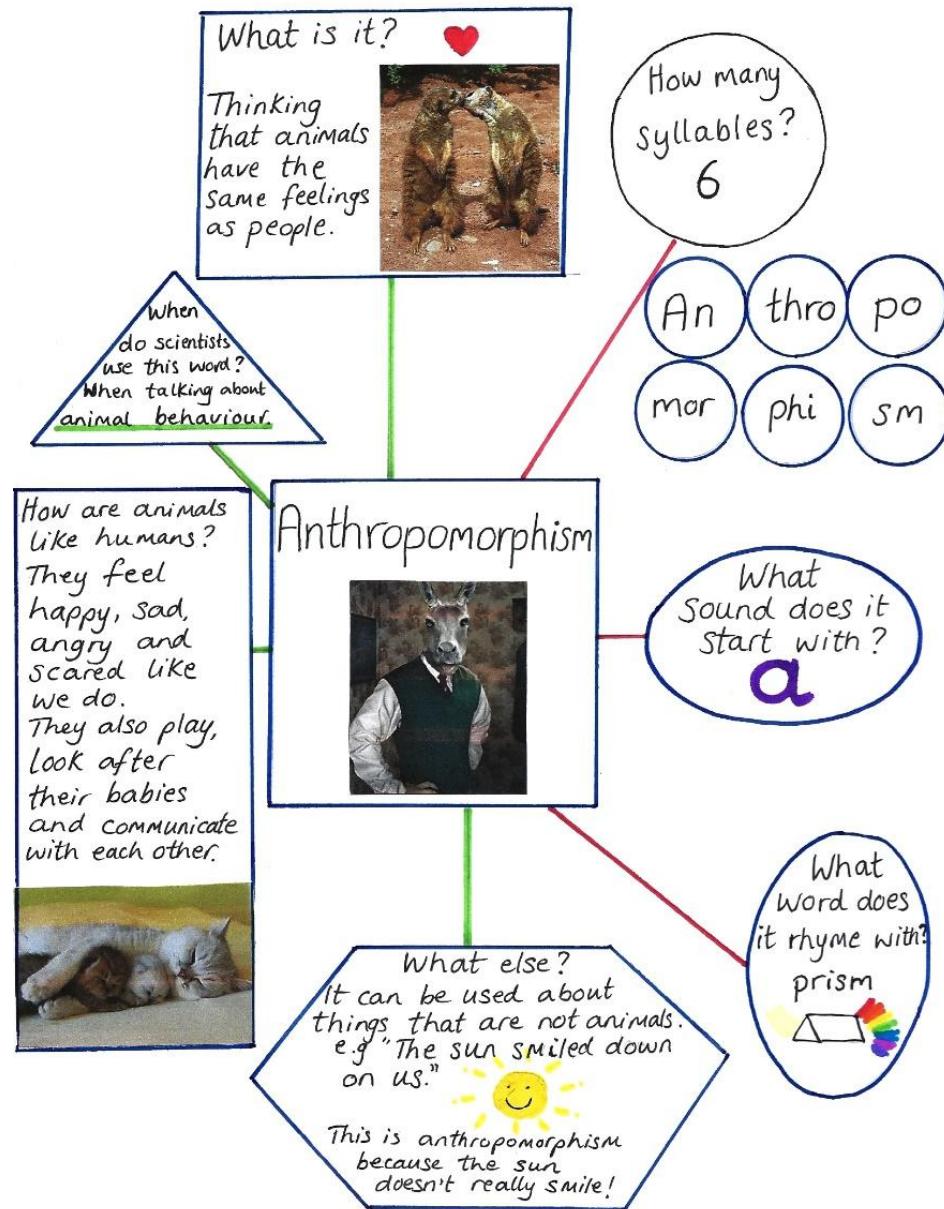 What is it?
Thinking
that animals
have the
same feelings
as people.
How many
syllables?
6
An
thro
po
mor
phi
sm
When
do scientists
use this word?
When talking about
animal behaviour.
Anthropomorphism
How are animals
like humans?
They feel
happy, sad,
angry and
scared like
we do.
They also play,
look after
their babies
and communicate
with each other.
What
sound does it
start with?
a
What
word does
it rhyme with?
prism
What else?
It can be used about
things that are not animals.
e.g "The sun smiled down
on us."
This is anthropomorphism
because the sun
doesn't really smile!